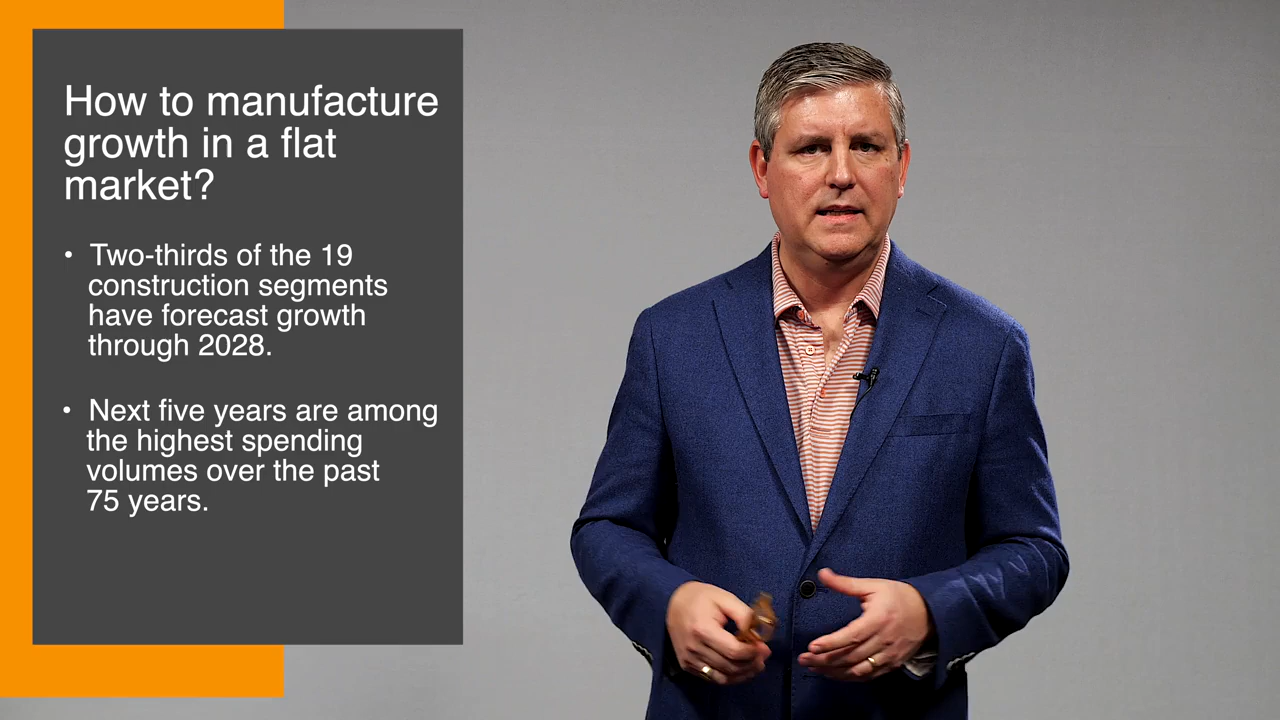 How to manufacture
growth in a flat
market?
• Two-thirds of the 19
construction segments
have forecast growth
through 2028.
• Next five years are among
the highest spending
volumes over the past
75 years.